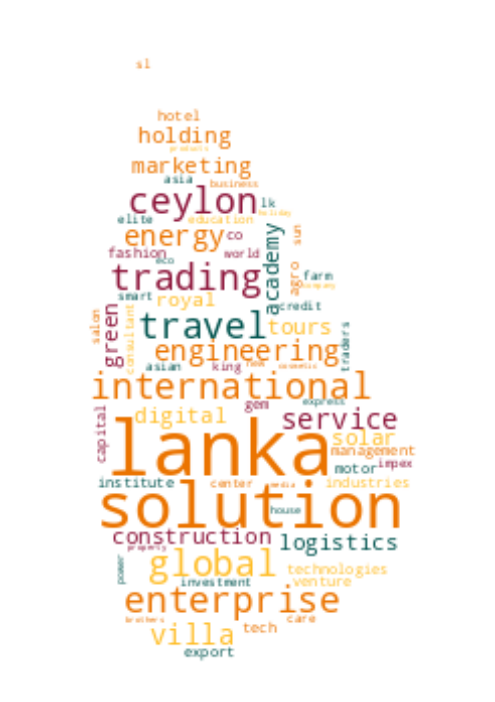 sl
hotel
holding
products
marketing
asia business
ceylon lk
holiday
elite education
energy co
sun
academy
fashion eco world
trading
agro farm
company
smart royal credit
green
salon
consultant
travel tours
traders
engineering
asian king new cosmetic
international
capital
gem express
digital service
lanka solar
management
motor impex
institute center media industries
solution
house
construction logistics
property
power
global technologies
investment venture
enterprise
brothers care
villa tech
export